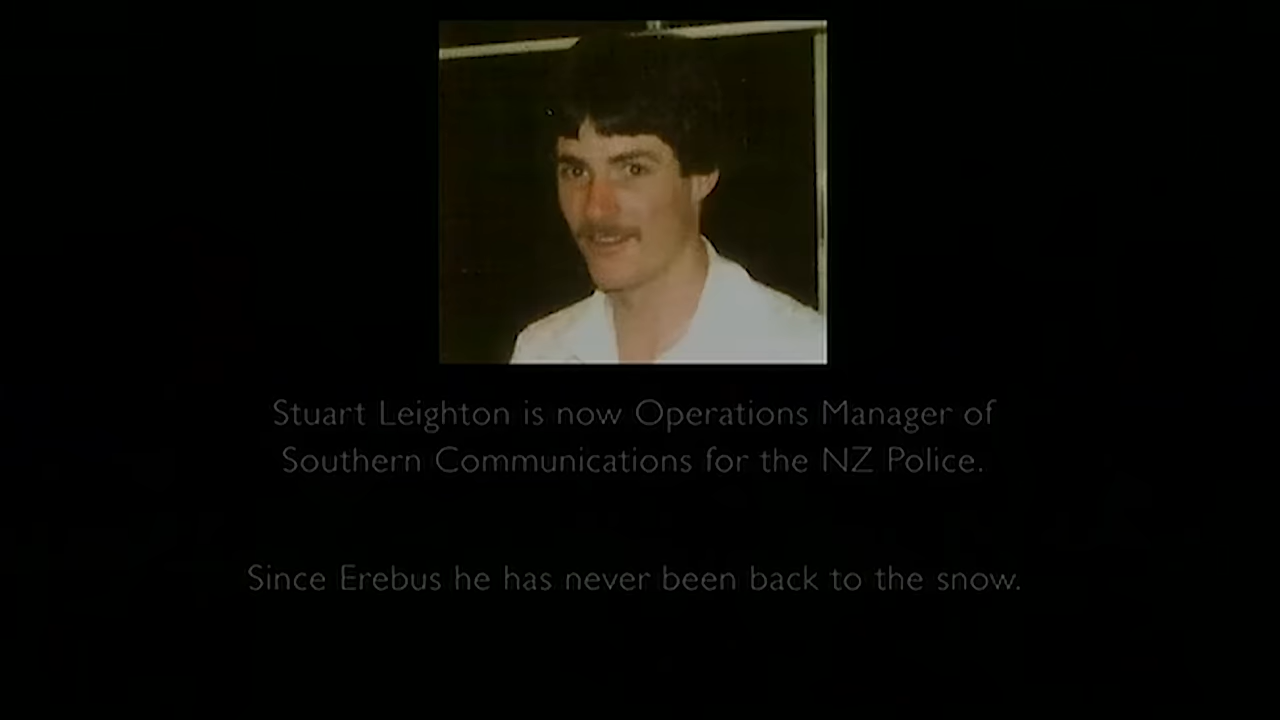 Stuart Leighton is now Operations Manager of
Southern Communications for the NZ Police.
Since Erebus he has never been back to the snow.